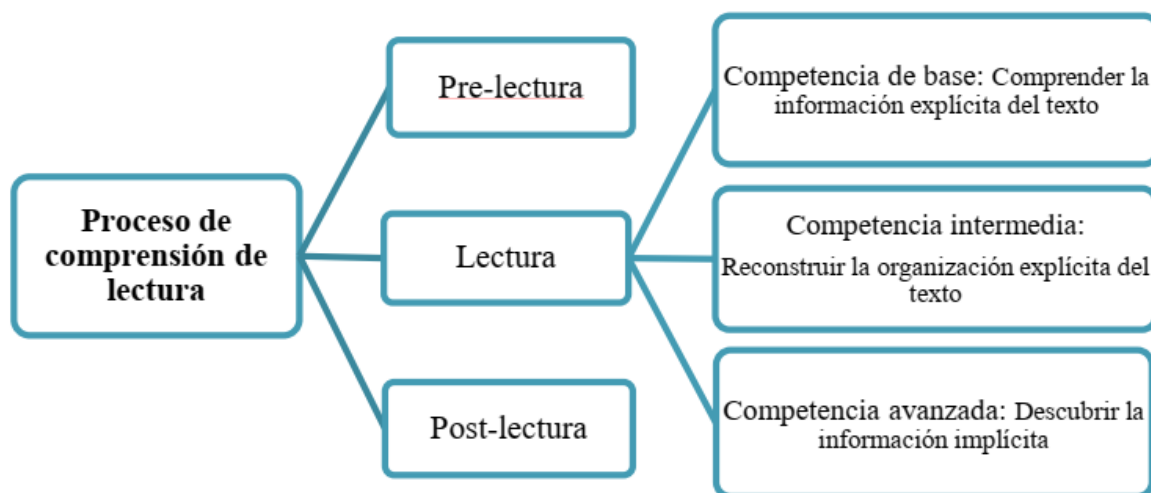 Proceso de
comprensión de
lectura
Pre-lectura
Lectura
Post-lectura
Competencia de base: Comprender la
información explícita del texto
Competencia intermedia:
Reconstruir la organización explícita del
texto
Competencia avanzada: Descubrir la
información implícita